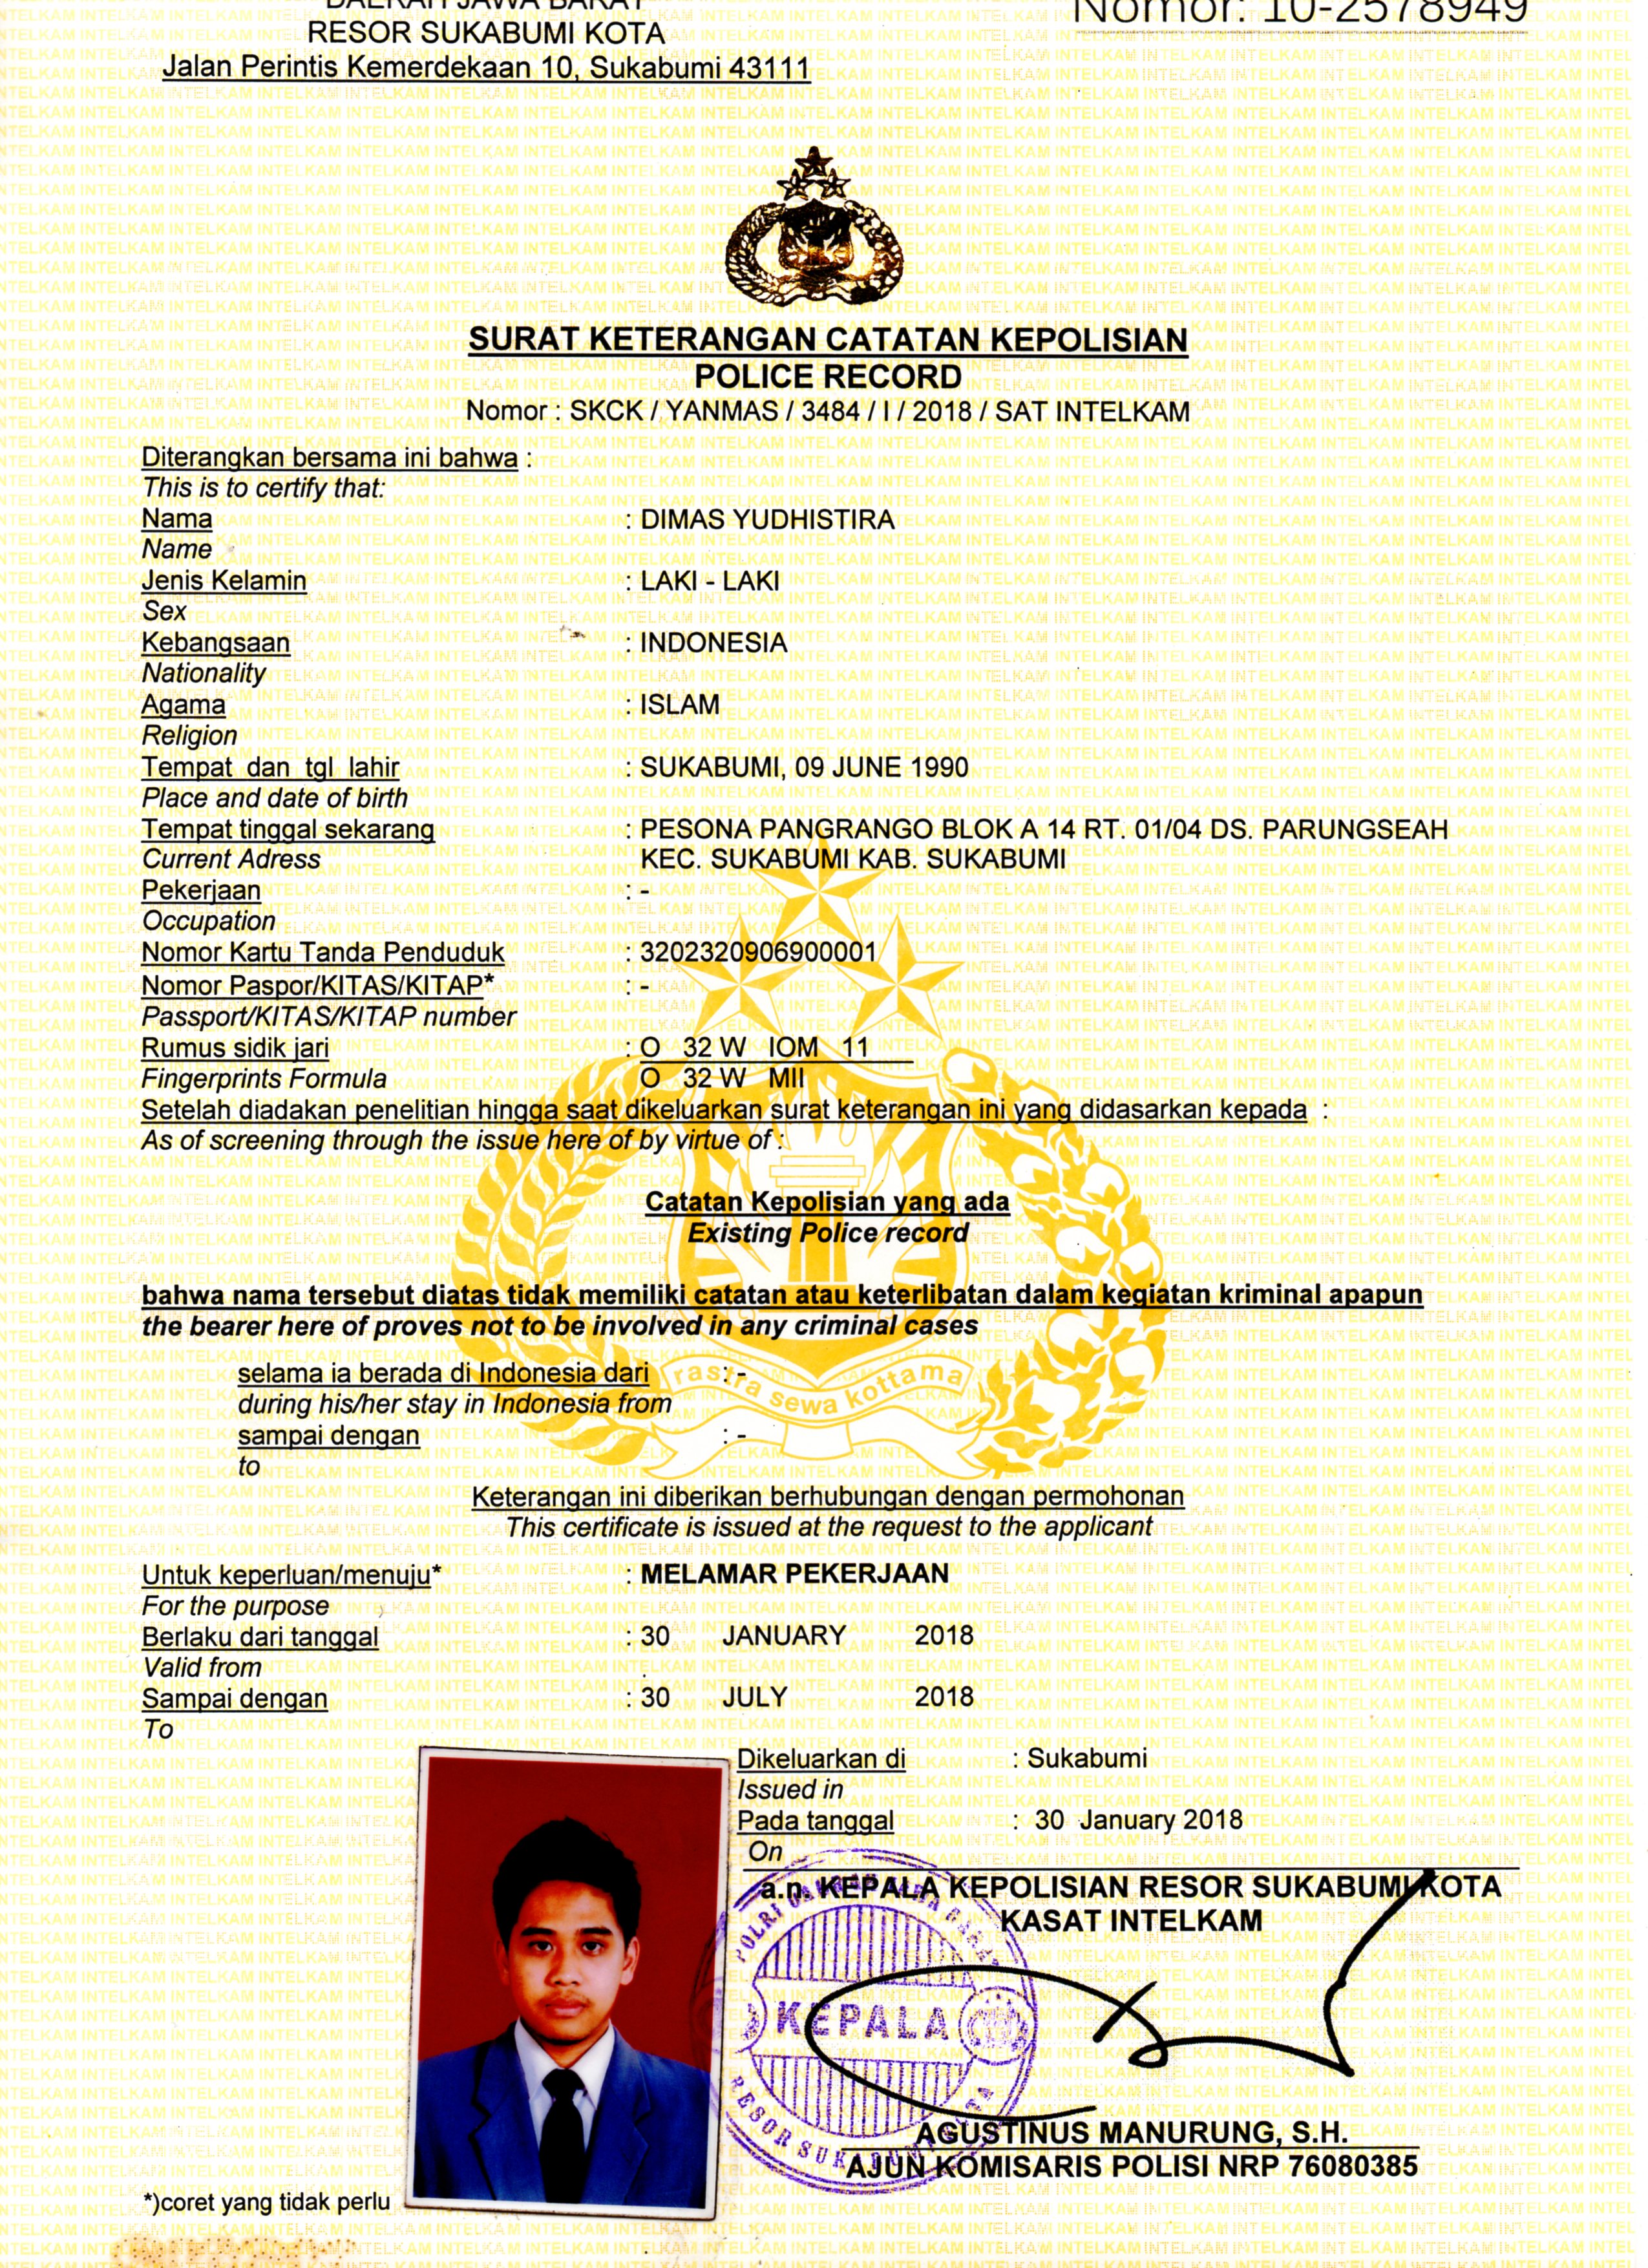 DAERAH JAWA BARAT
RESOR SUKABUMI KOTA
Jalan Perintis Kemerdekaan 10, Sukabumi 43111
Nomor: 10-2578949
SURAT KETERANGAN CATATAN KEPOLISIAN
POLICE RECORD
Nomor : SKCK / YANMAS / 3484 / I / 2018 / SAT INTELKAM
Diterangkan bersama ini bahwa :
This is to certify that:
Nama : DIMAS YUDHISTIRA
Name
Jenis Kelamin : LAKI - LAKI
Sex
Kebangsaan : INDONESIA
Nationality
Agama : ISLAM
Religion
Tempat dan tgl lahir : SUKABUMI, 09 JUNE 1990
Place and date of birth
Tempat tinggal sekarang : PESONA PANGRANGO BLOK A 14 RT. 01/04 DS. PARUNGSEAH
Current Adress KEC. SUKABUMI KAB. SUKABUMI
Pekerjaan : -
Occupation
Nomor Kartu Tanda Penduduk : 3202320906900001
Nomor Paspor/KITAS/KITAP* : -
Passport/KITAS/KITAP number
Rumus sidik jari : O 32 W IOM 11
Fingerprints Formula O 32 W MII
Setelah diadakan penelitian hingga saat dikeluarkan surat keterangan ini yang didasarkan kepada :
As of screening through the issue here of by virtue of :
Catatan Kepolisian yang ada
Existing Police record
bahwa nama tersebut diatas tidak memiliki catatan atau keterlibatan dalam kegiatan kriminal apapun
the bearer here of proves not to be involved in any criminal cases
selama ia berada di Indonesia dari : -
during his/her stay in Indonesia from
sampai dengan : -
to
rastra sewa kottama
Keterangan ini diberikan berhubungan dengan permohonan
This certificate is issued at the request to the applicant
Untuk keperluan/menuju* : MELAMAR PEKERJAAN
For the purpose
Berlaku dari tanggal : 30 JANUARY 2018
Valid from
Sampai dengan : 30 JULY 2018
To
Dikeluarkan di : Sukabumi
Issued in
Pada tanggal : 30 January 2018
On
a.n. KEPALA KEPOLISIAN RESOR SUKABUMI KOTA
KASAT INTELKAM
POLRI DAERAH JAWA BARAT
KEPALA
RESOR SUKABUMI KOTA
AGUSTINUS MANURUNG, S.H.
AJUN KOMISARIS POLISI NRP 76080385
*)coret yang tidak perlu